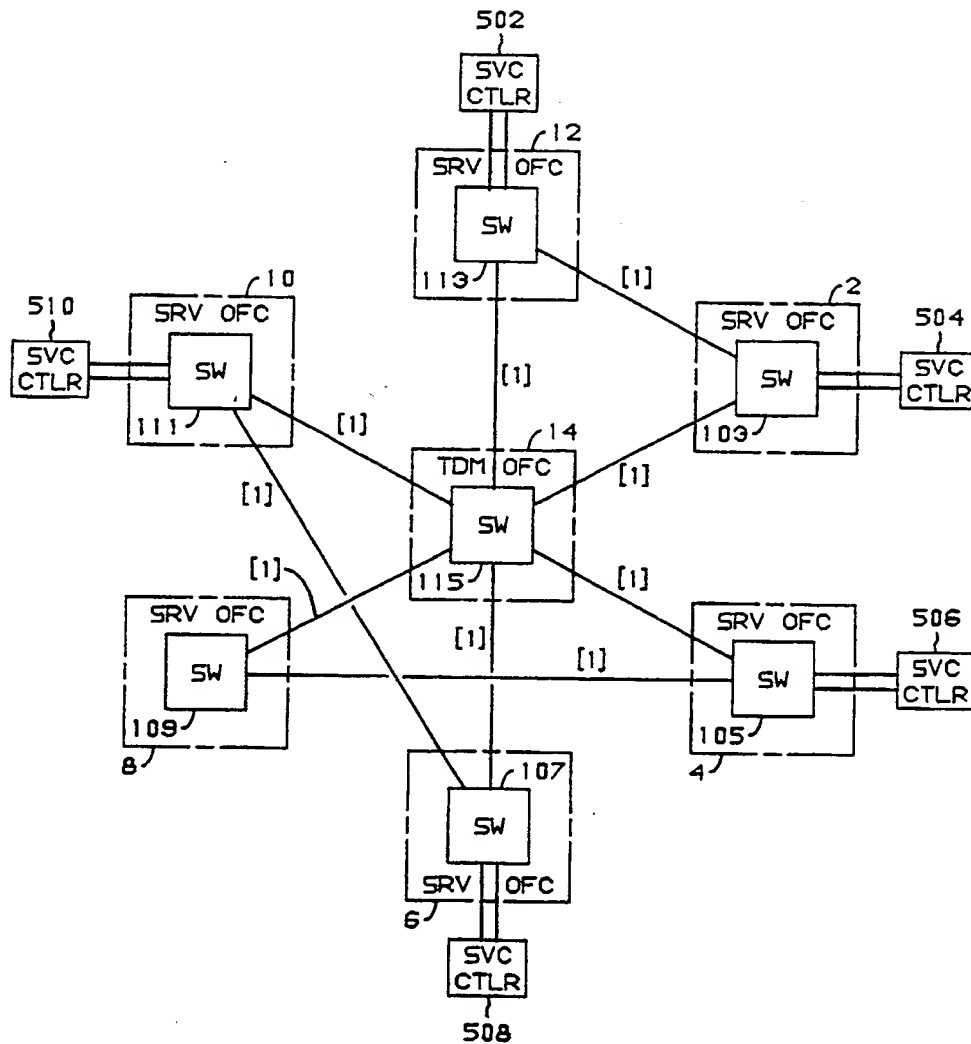 502
SVC
CTLR
12
SRV OFC
SW
113
[1]
10
SRV OFC
510
SVC
CTLR
SW
111
2
SRV OFC
504
SVC
CTLR
SW
103
[1]
[1]
[1]
[1]
14
TDM OFC
SW
115
[1]
[1]
[1]
[1]
SRV OFC
SW
109
8
SRV OFC
506
SVC
CTLR
SW
105
4
107
SW
SRV OFC
6
SVC
CTLR
508